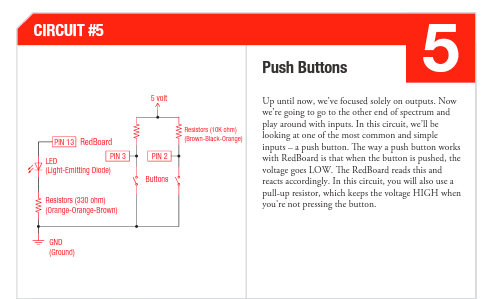 CIRCUIT #5
5
Push Buttons
5 volt
Resistors (10K ohm)
(Brown-Black-Orange)
PIN 13 RedBoard
PIN 3
PIN 2
LED
(Light-Emitting Diode)
Buttons
Resistors (330 ohm)
(Orange-Orange-Brown)
GND
(Ground)
Up until now, we've focused solely on outputs. Now
we're going to go to the other end of spectrum and
play around with inputs. In this circuit, we'll be
looking at one of the most common and simple
inputs – a push button. The way a push button works
with RedBoard is that when the button is pushed, the
voltage goes LOW. The RedBoard reads this and
reacts accordingly. In this circuit, you will also use a
pull-up resistor, which keeps the voltage HIGH when
you're not pressing the button.